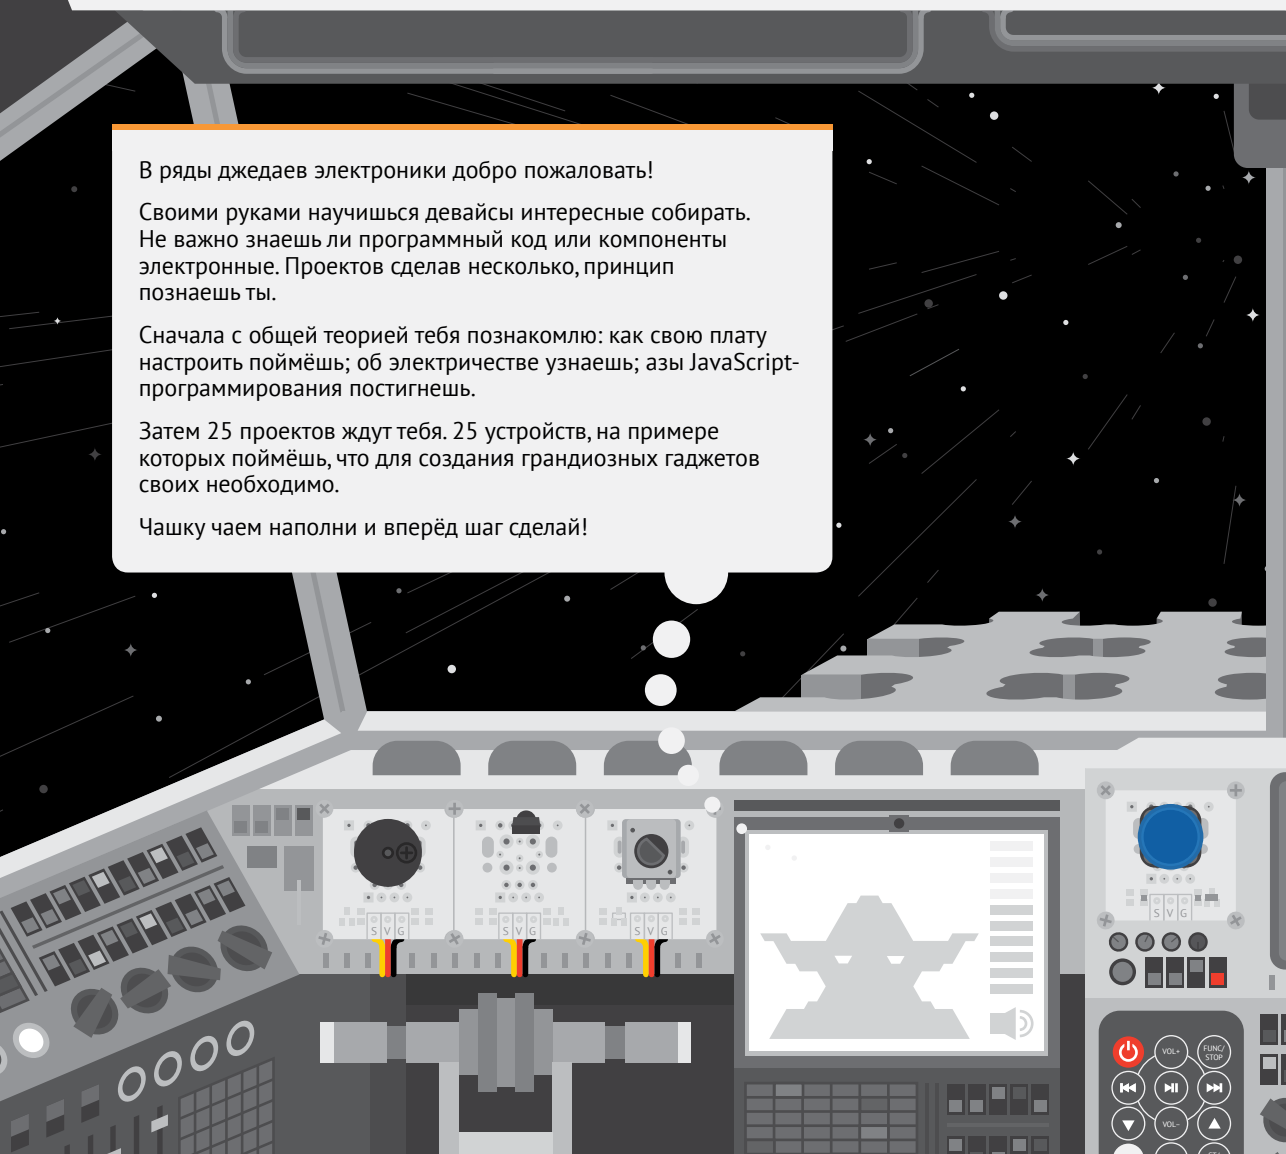 В ряды джедаев электроники добро пожаловать!
Своими руками научишься девайсы интересные собирать.
Не важно знаешь ли программный код или компоненты
электронные. Проектов сделав несколько, принцип
познаешь ты.
Сначала с общей теорией тебя познакомлю: как свою плату
настроить поймёшь; об электричестве узнаешь; азы JavaScript-
программирования постигнешь.
Затем 25 проектов ждут тебя. 25 устройств, на примере
которых поймёшь, что для создания грандиозных гаджетов
своих необходимо.
Чашку чаем наполни и вперёд шаг сделай!
S V G
S V G
S V G
S V G
VOL+
FUNC/
STOP
VOL-